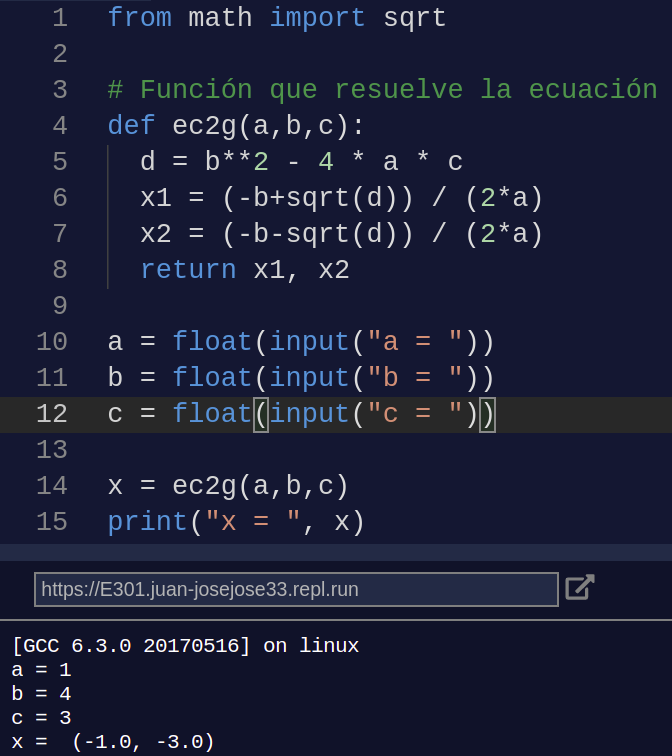 1 from math import sqrt
2
3 # Función que resuelve la ecuación
4 def ec2g(a,b,c):
5   d = b**2 - 4 * a * c
6   x1 = (-b+sqrt(d)) / (2*a)
7   x2 = (-b-sqrt(d)) / (2*a)
8   return x1, x2
9
10 a = float(input("a = "))
11 b = float(input("b = "))
12 c = float(input("c = "))
13
14 x = ec2g(a,b,c)
15 print("x = ", x)
https://E301.juan-josejose33.repl.run
[GCC 6.3.0 20170516] on linux
a = 1
b = 4
c = 3
x =  (-1.0, -3.0)